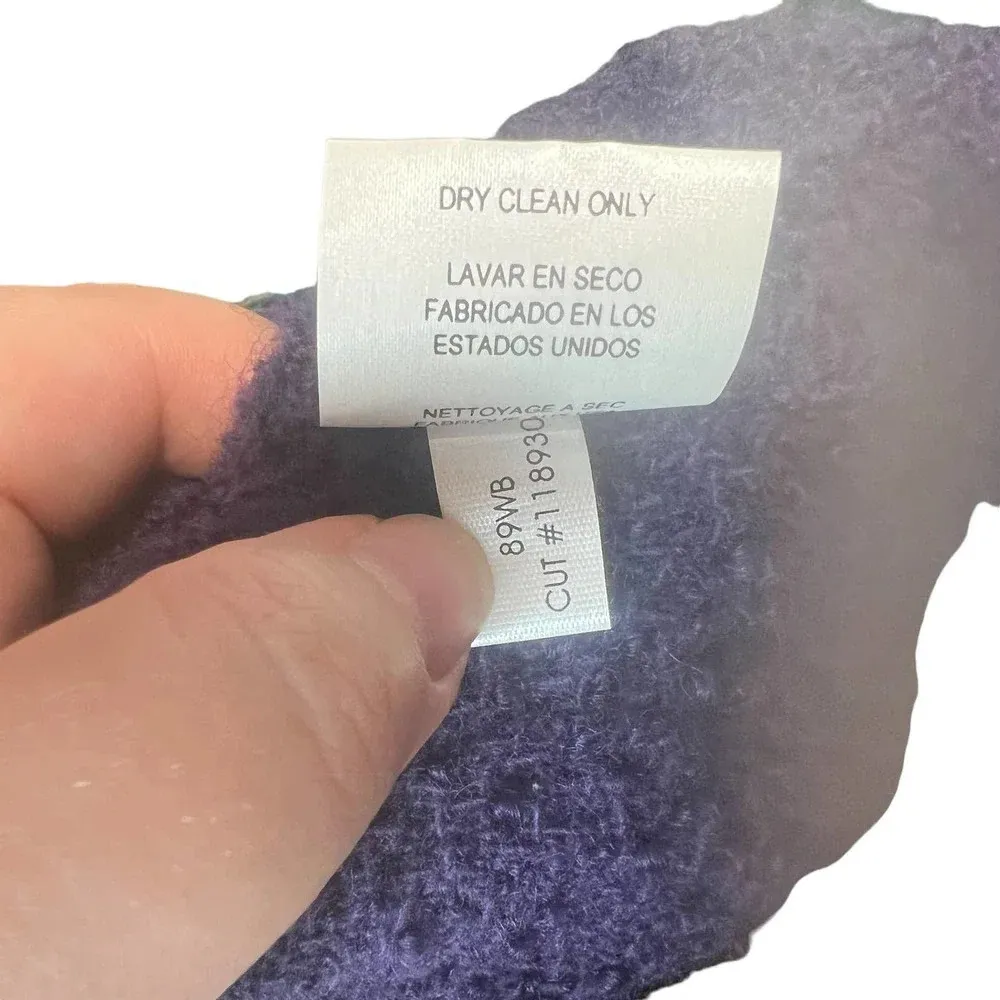 DRY CLEAN ONLY
LAVAR EN SECO
FABRICADO EN LOS
ESTADOS UNIDOS
NETTOYAGE A SEC
89WB
CUT #118930